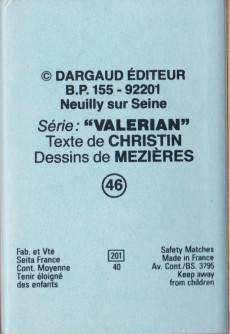 © DARGAUD ÉDITEUR
B.P. 155 - 92201
Neuilly sur Seine
Série: "VALERIAN"
Texte de CHRISTIN
Dessins de MEZIÈRES
46
Fab. et Vte
Seita France
Cont. Moyenne
Tenir éloigné
des enfants
201
40
Safety Matches
Made in France
Av. Cont./BS. 3795
Keep away
from children